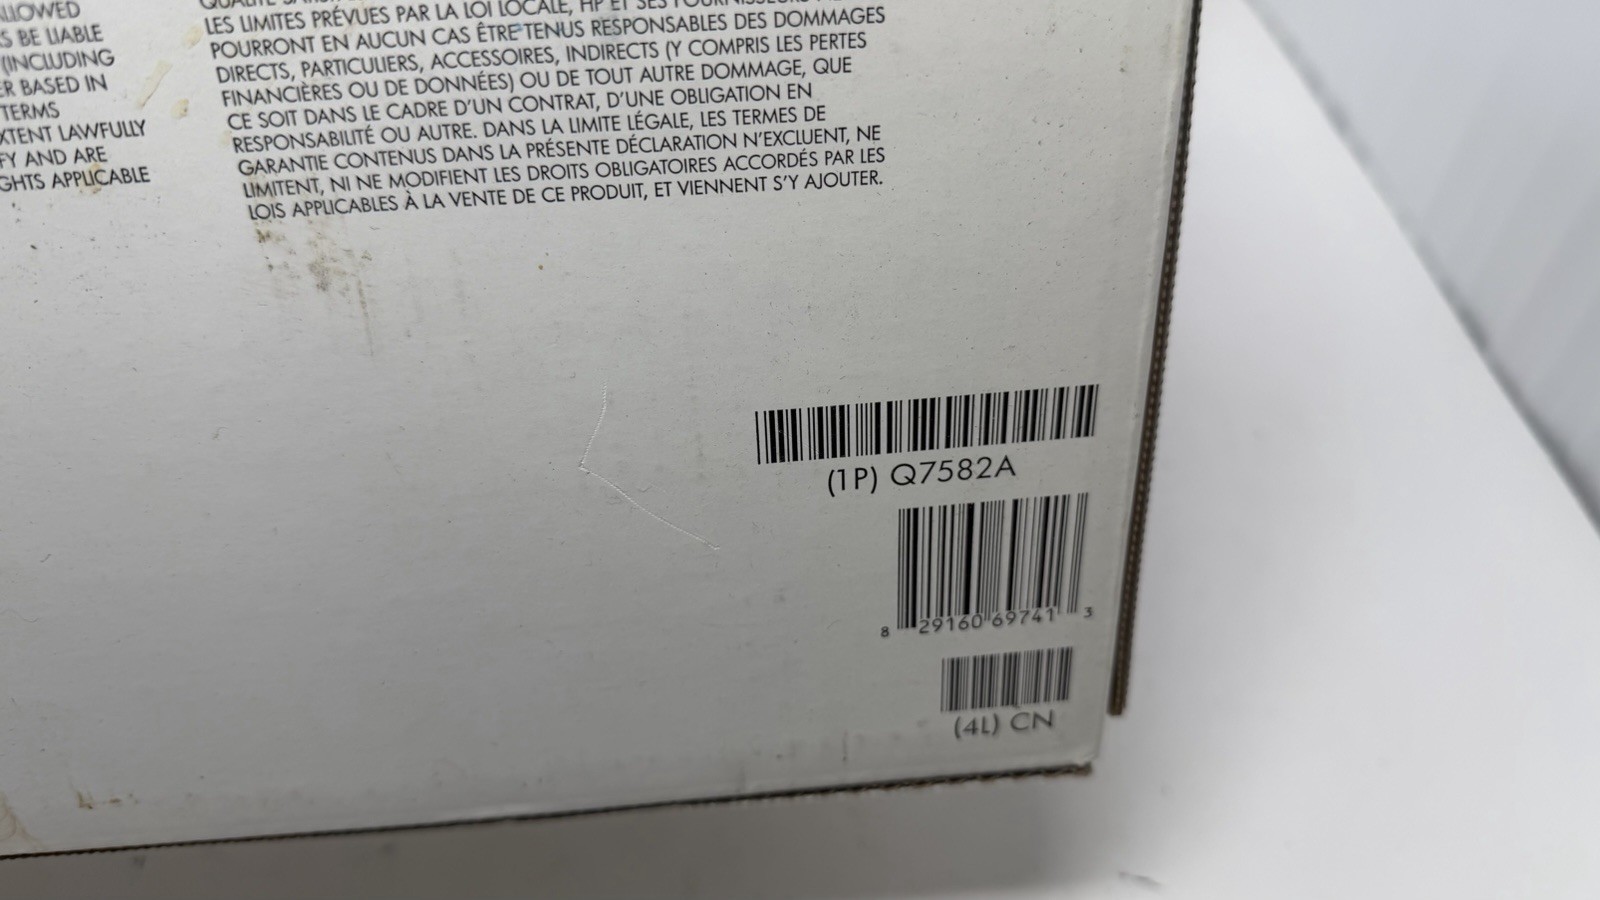 ALLOWED
S BE LIABLE
(INCLUDING
ER BASED IN
TERMS
EXTENT LAWFULLY
FY AND ARE
GHTS APPLICABLE
LES LIMITES PRÉVUES PAR LA LOI LOCALE, HP ET SES FOURNISSEURS
POURRONT EN AUCUN CAS ÊTRE TENUS RESPONSABLES DES DOMMAGES
DIRECTS, PARTICULIERS, ACCESSOIRES, INDIRECTS (Y COMPRIS LES PERTES
FINANCIÈRES OU DE DONNÉES) OU DE TOUT AUTRE DOMMAGE, QUE
CE SOIT DANS LE CADRE D'UN CONTRAT, D'UNE OBLIGATION EN
RESPONSABILITÉ OU AUTRE. DANS LA LIMITE LÉGALE, LES TERMES DE
GARANTIE CONTENUS DANS LA PRÉSENTE DÉCLARATION N'EXCLUENT, NE
LIMITENT, NI NE MODIFIENT LES DROITS OBLIGATOIRES ACCORDÉS PAR LES
LOIS APPLICABLES À LA VENTE DE CE PRODUIT, ET VIENNENT S'Y AJOUTER.
(1P) Q7582A
8 29160 69741 3
(4L) CN